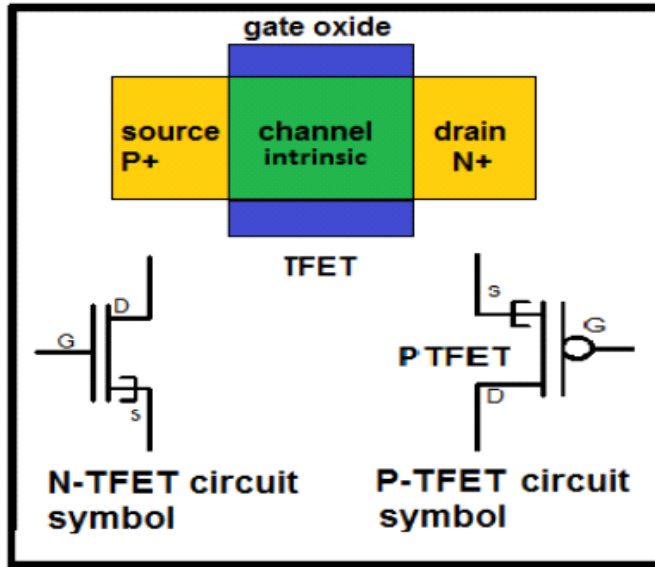 gate oxide
source channel drain
P+ intrinsic N+
TFET
D
G
s
s
G
P TFET
D
N-TFET circuit
symbol
P-TFET circuit
symbol